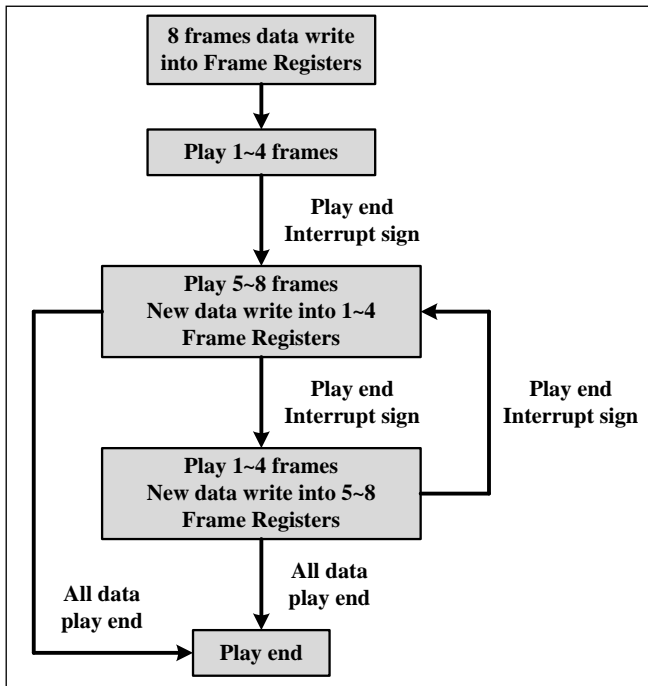 8 frames data write
into Frame Registers
Play 1~4 frames
Play end
Interrupt sign
Play 5~8 frames
New data write into 1~4
Frame Registers
Play end
Interrupt sign
Play end
Interrupt sign
Play 1~4 frames
New data write into 5~8
Frame Registers
All data
play end
All data
play end
Play end